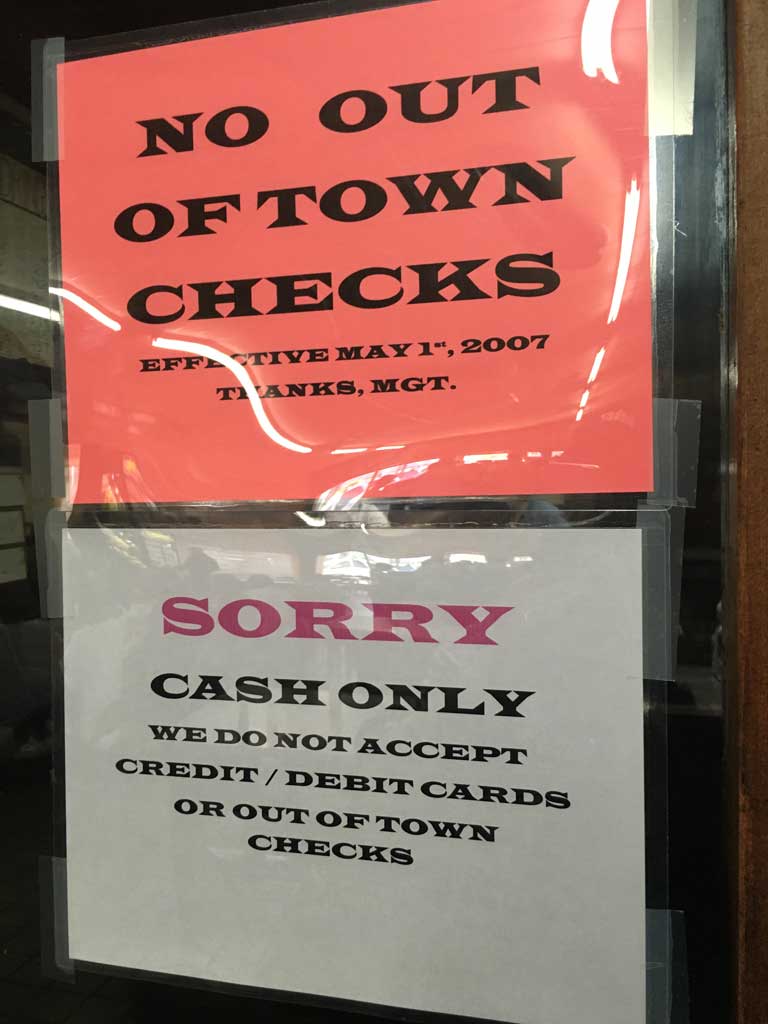 NO OUT
OF TOWN
CHECKS
EFFECTIVE MAY 1st, 2007
THANKS, MGT.
SORRY
CASH ONLY
WE DO NOT ACCEPT
CREDIT / DEBIT CARDS
OR OUT OF TOWN
CHECKS